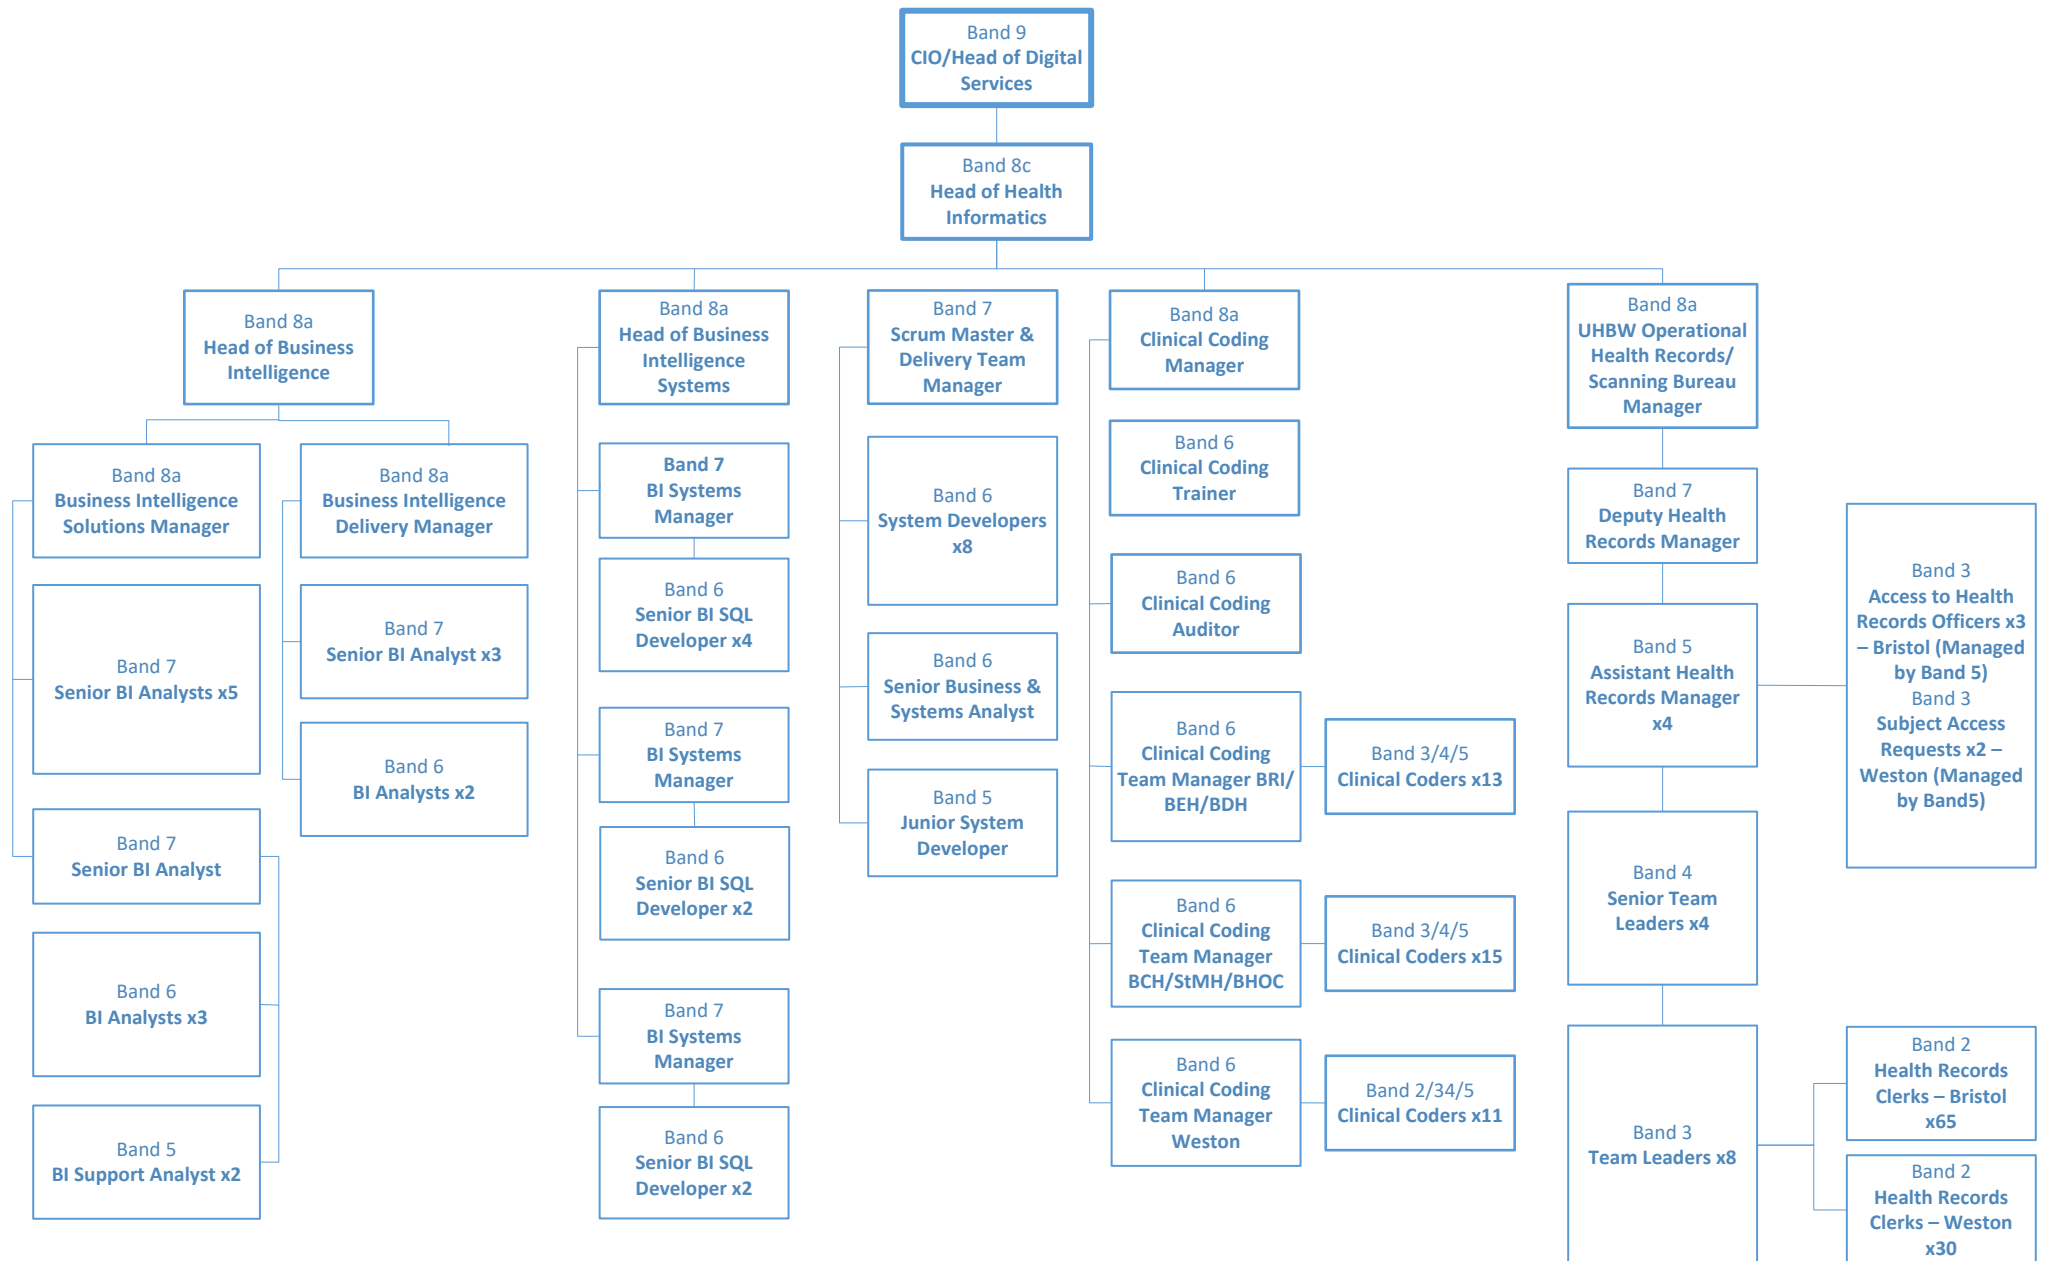 Band 9
CIO/Head of Digital
Services
Band 8c
Head of Health
Informatics
Band 8a
Head of Business
Intelligence
Band 8a
Business Intelligence
Solutions Manager
Band 7
Senior BI Analysts x5
Band 7
Senior BI Analyst
Band 6
BI Analysts x3
Band 5
BI Support Analyst x2
Band 8a
Business Intelligence
Delivery Manager
Band 7
Senior BI Analyst x3
Band 6
BI Analysts x2
Band 8a
Head of Business
Intelligence
Systems
Band 7
BI Systems
Manager
Band 6
Senior BI SQL
Developer x4
Band 7
BI Systems
Manager
Band 6
Senior BI SQL
Developer x2
Band 7
BI Systems
Manager
Band 6
Senior BI SQL
Developer x2
Band 7
Scrum Master &
Delivery Team
Manager
Band 6
System Developers
x8
Band 6
Senior Business &
Systems Analyst
Band 5
Junior System
Developer
Band 8a
Clinical Coding
Manager
Band 6
Clinical Coding
Trainer
Band 6
Clinical Coding
Auditor
Band 6
Clinical Coding
Team Manager BRI/
BEH/BDH
Band 3/4/5
Clinical Coders x13
Band 6
Clinical Coding
Team Manager
BCH/StMH/BHOC
Band 3/4/5
Clinical Coders x15
Band 6
Clinical Coding
Team Manager
Weston
Band 2/34/5
Clinical Coders x11
Band 8a
UHBW Operational
Health Records/
Scanning Bureau
Manager
Band 7
Deputy Health
Records Manager
Band 5
Assistant Health
Records Manager
x4
Band 3
Access to Health
Records Officers x3
– Bristol (Managed
by Band 5)
Band 3
Subject Access
Requests x2 –
Weston (Managed
by Band5)
Band 4
Senior Team
Leaders x4
Band 3
Team Leaders x8
Band 2
Health Records
Clerks – Bristol
x65
Band 2
Health Records
Clerks – Weston
x30